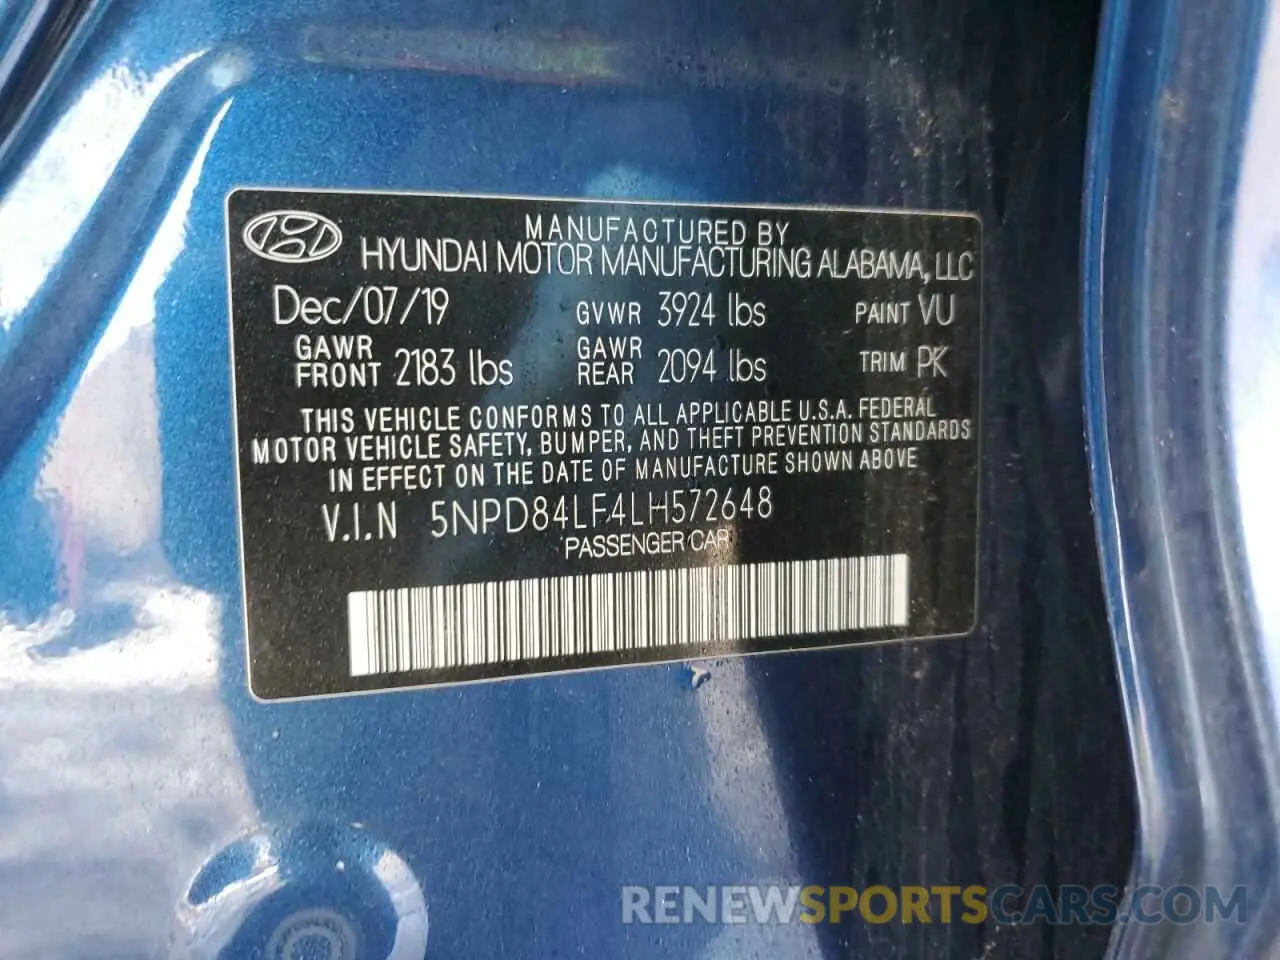 MANUFACTURED BY
HYUNDAI MOTOR MANUFACTURING ALABAMA, LLC
Dec/07/19 GVWR 3924 lbs PAINT VU
GAWR FRONT 2183 lbs GAWR REAR 2094 lbs TRIM PK
THIS VEHICLE CONFORMS TO ALL APPLICABLE U.S.A. FEDERAL
MOTOR VEHICLE SAFETY, BUMPER, AND THEFT PREVENTION STANDARDS
IN EFFECT ON THE DATE OF MANUFACTURE SHOWN ABOVE
V.I.N 5NPD84LF4LH572648
PASSENGER CAR
RENEWSPORTSCARS.COM